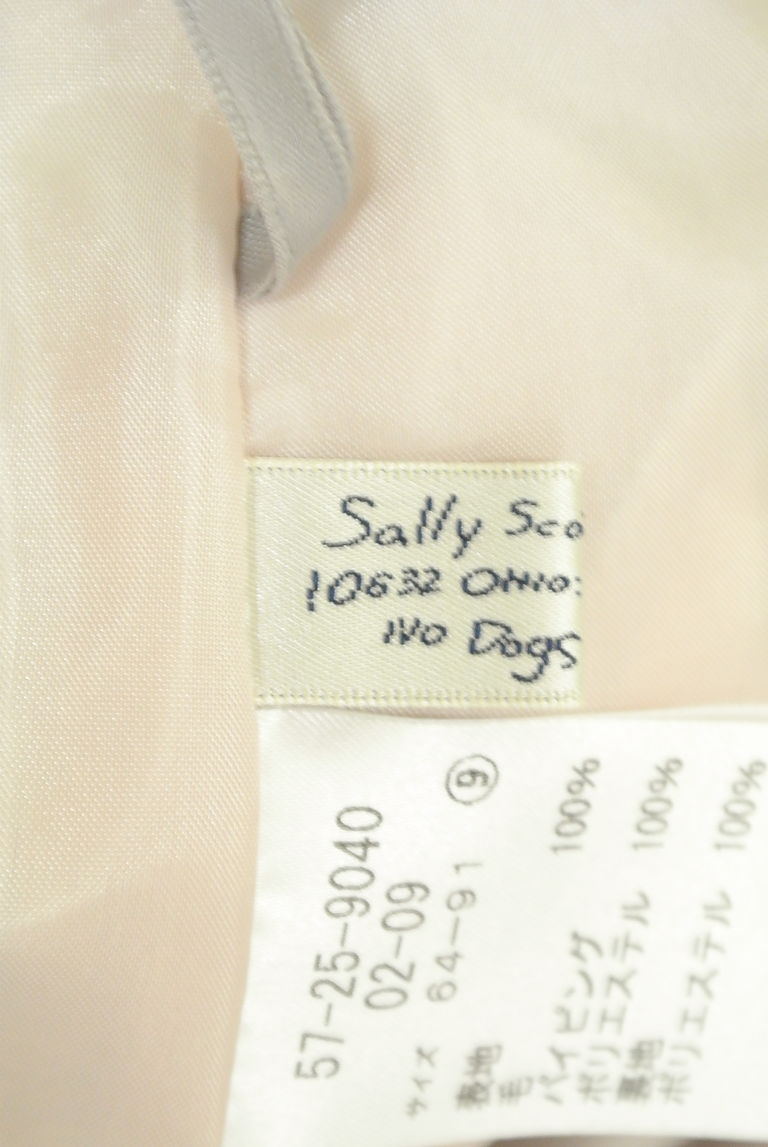 Sally Sco
10632 Ohio:
No Dogs
57-25-9040
02-09
サイズ 64-91 ⑨
表地
毛 100%
パイピング
ポリエステル 100%
裏地
ポリエステル 100%